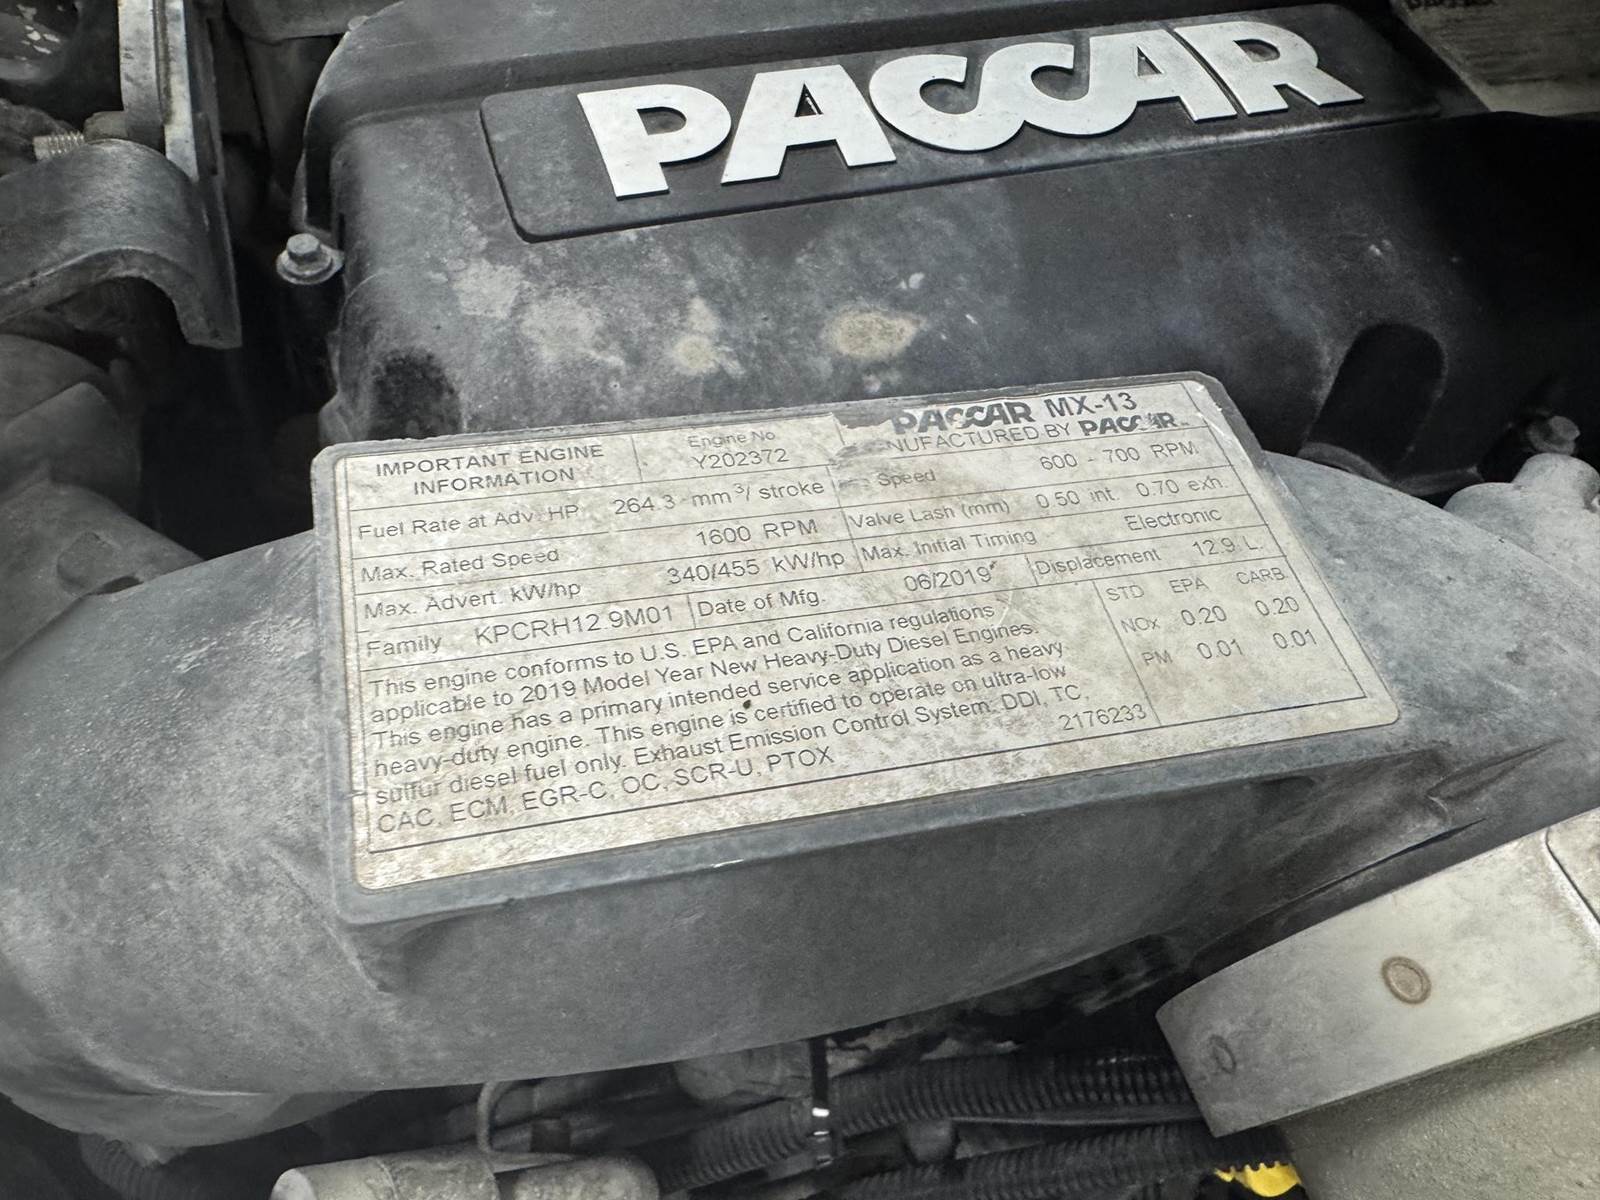 PACCAR
IMPORTANT ENGINE
INFORMATION
Engine No
Y202372
PACCAR MX-13
NUFACTURED BY PACCAR
Fuel Rate at Adv. HP 264.3 mm³/ stroke
Speed 600 - 700 RPM
Max. Rated Speed 1600 RPM
Valve Lash (mm) 0.50 int. 0.70 exh.
Max. Advert. kW/hp 340/455 kW/hp
Max. Initial Timing Electronic
Family KPCRH12.9M01
Date of Mfg. 06/2019
Displacement 12.9 L.
This engine conforms to U.S. EPA and California regulations
applicable to 2019 Model Year New Heavy-Duty Diesel Engines.
This engine has a primary intended service application as a heavy
heavy-duty engine. This engine is certified to operate on ultra-low
sulfur diesel fuel only. Exhaust Emission Control System: DDI, TC,
CAC, ECM, EGR-C, OC, SCR-U, PTOX
2176233
STD EPA CARB
NOx 0.20 0.20
PM 0.01 0.01